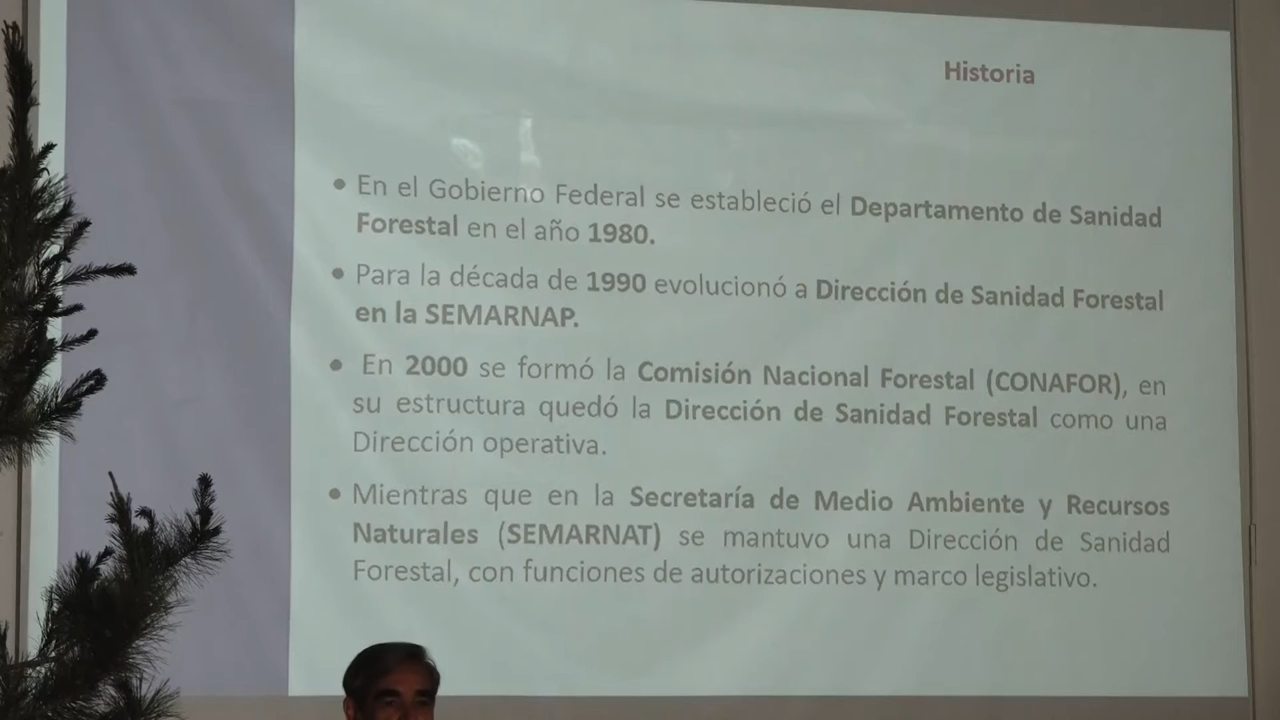 Historia
• En el Gobierno Federal se estableció el Departamento de Sanidad
Forestal en el año 1980.
• Para la década de 1990 evolucionó a Dirección de Sanidad Forestal
en la SEMARNAP.
• En 2000 se formó la Comisión Nacional Forestal (CONAFOR), en
su estructura quedó la Dirección de Sanidad Forestal como una
Dirección operativa.
• Mientras que en la Secretaría de Medio Ambiente y Recursos
Naturales (SEMARNAT) se mantuvo una Dirección de Sanidad
Forestal, con funciones de autorizaciones y marco legislativo.